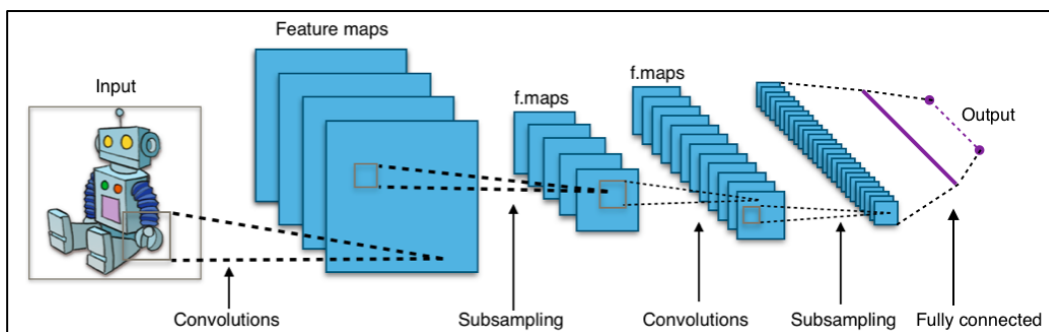 Feature maps
Input
f.maps
f.maps
Output
Convolutions
Subsampling
Convolutions
Subsampling
Fully connected